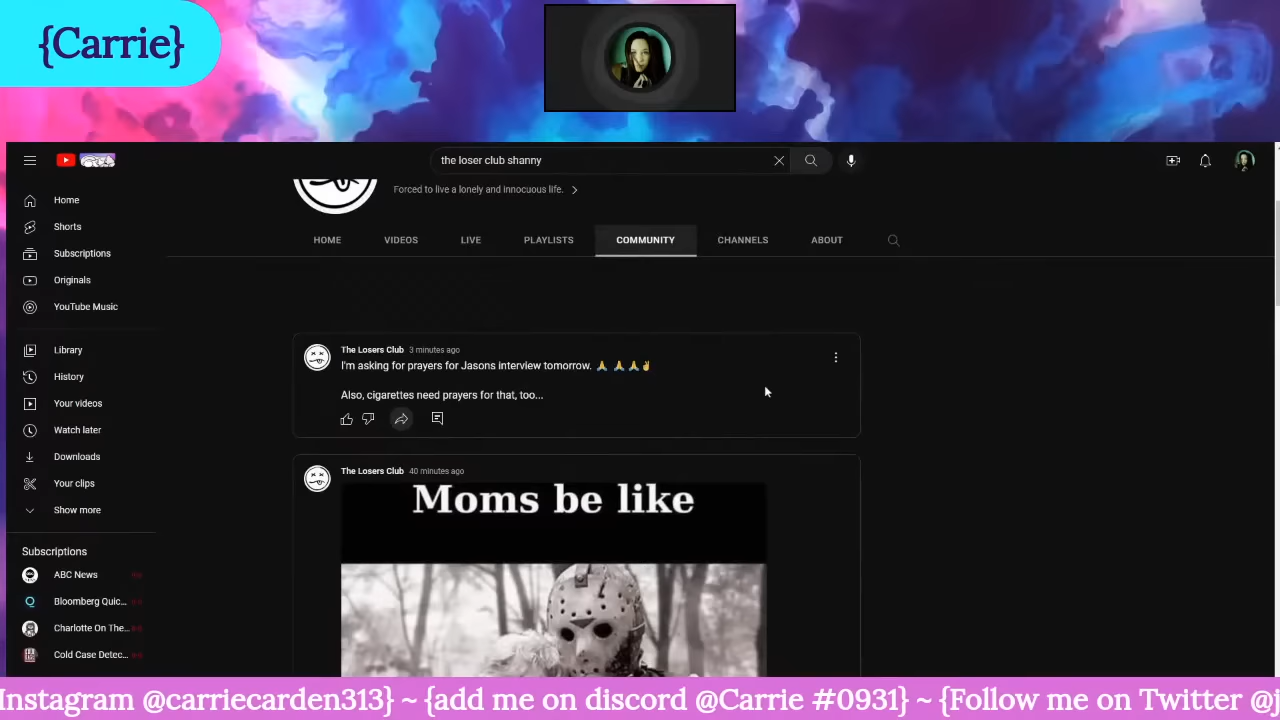 {Carrie}
the loser club shanny
Forced to live a lonely and innocuous life.
HOME VIDEOS LIVE PLAYLISTS COMMUNITY CHANNELS ABOUT
Home
Shorts
Subscriptions
Originals
YouTube Music
Library
History
Your videos
Watch later
Downloads
Your clips
Show more
Subscriptions
ABC News
Bloomberg Quic...
Charlotte On The...
Cold Case Detec...
The Losers Club 3 minutes ago
I'm asking for prayers for Jasons interview tomorrow. 🙏 🙏 🙏✌
Also, cigarettes need prayers for that, too...
The Losers Club 40 minutes ago
Moms be like
Instagram @carriecarden313} ~ {add me on discord @Carrie #0931} ~ {Follow me on Twitter @j